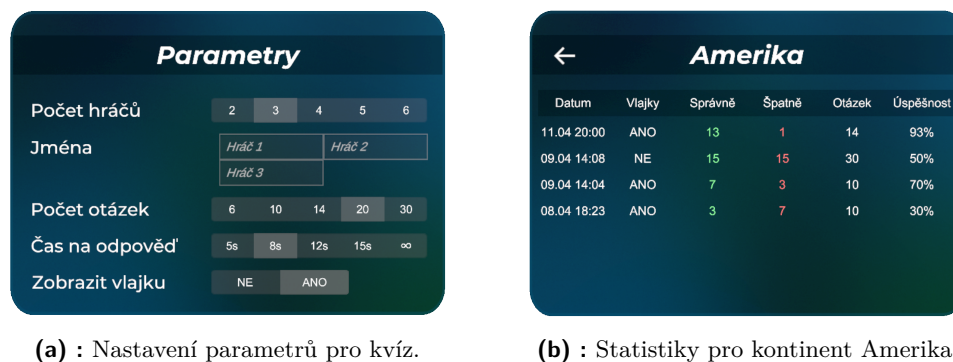 Parametry
Počet hráčů 2 3 4 5 6
Jména Hráč 1 Hráč 2
Hráč 3
Počet otázek 6 10 14 20 30
Čas na odpověď 5s 8s 12s 15s ∞
Zobrazit vlajku NE ANO
(a) : Nastavení parametrů pro kvíz.
Amerika
Datum Vlajky Správně Špatně Otázek Úspěšnost
11.04 20:00 ANO 13 1 14 93%
09.04 14:08 NE 15 15 30 50%
09.04 14:04 ANO 7 3 10 70%
08.04 18:23 ANO 3 7 10 30%
(b) : Statistiky pro kontinent Amerika